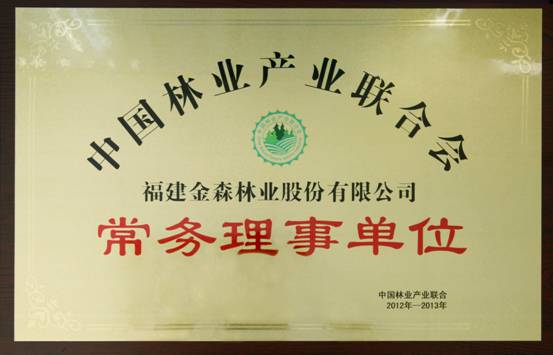 中国林业产业联合会
福建金森林业股份有限公司
常务理事单位
中国林业产业联合
2012年—2013年